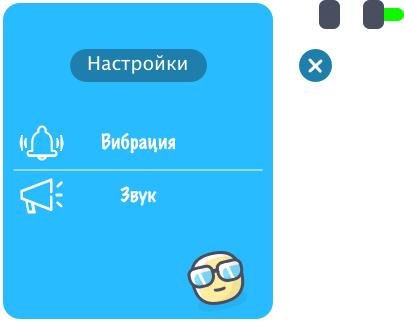 Настройки
Вибрация
Звук